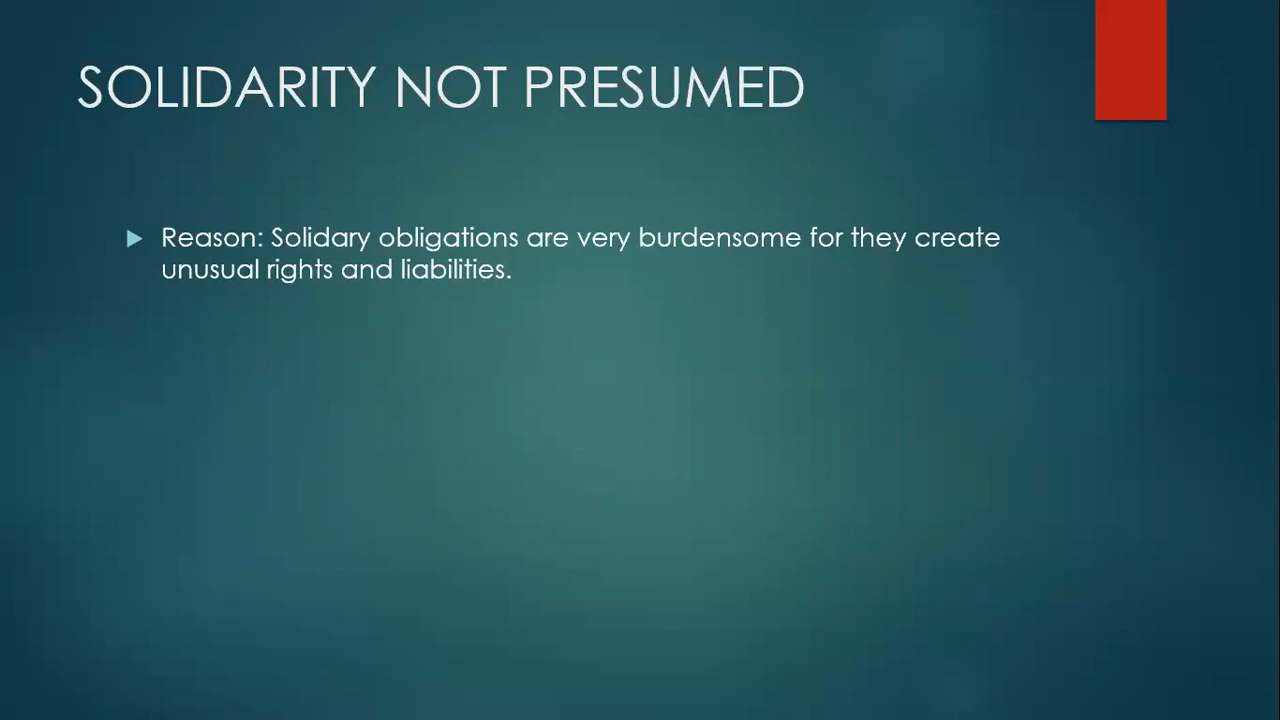 SOLIDARITY NOT PRESUMED
Reason: Solidary obligations are very burdensome for they create
unusual rights and liabilities.